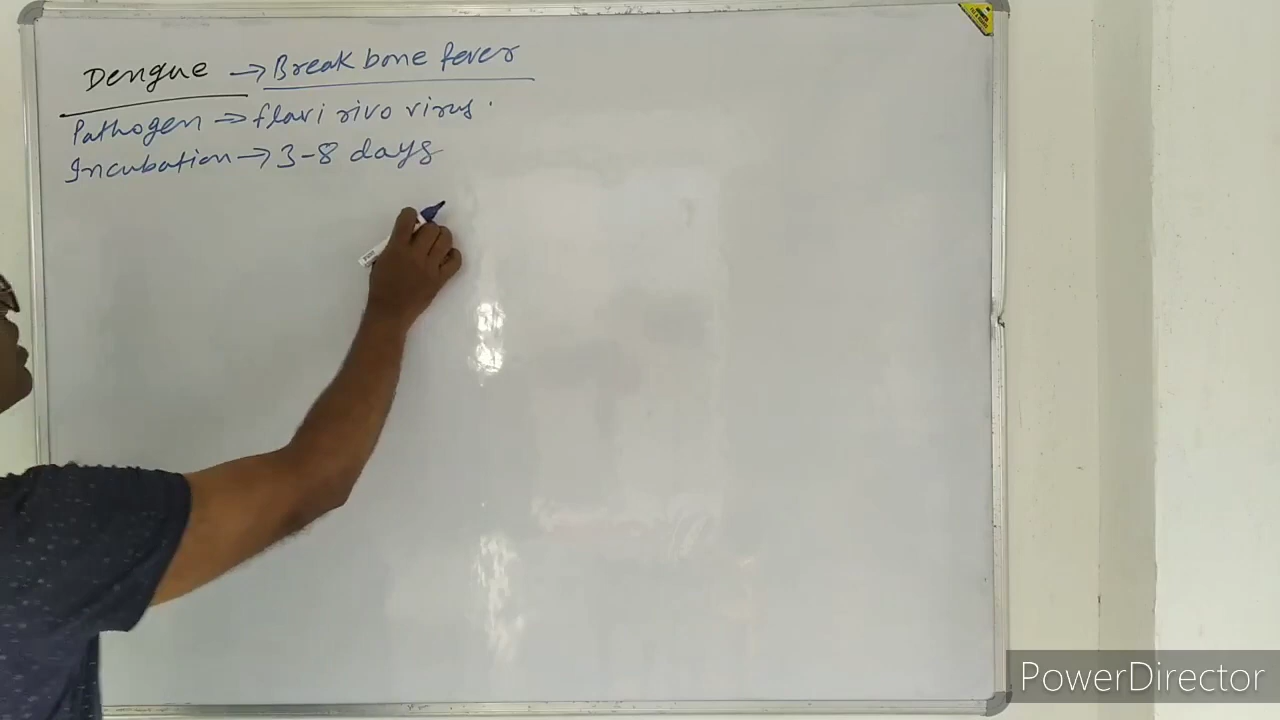 Dengue → Break bone fever
Pathogen → flavi rivo virus.
Incubation → 3-8 days
PowerDirector